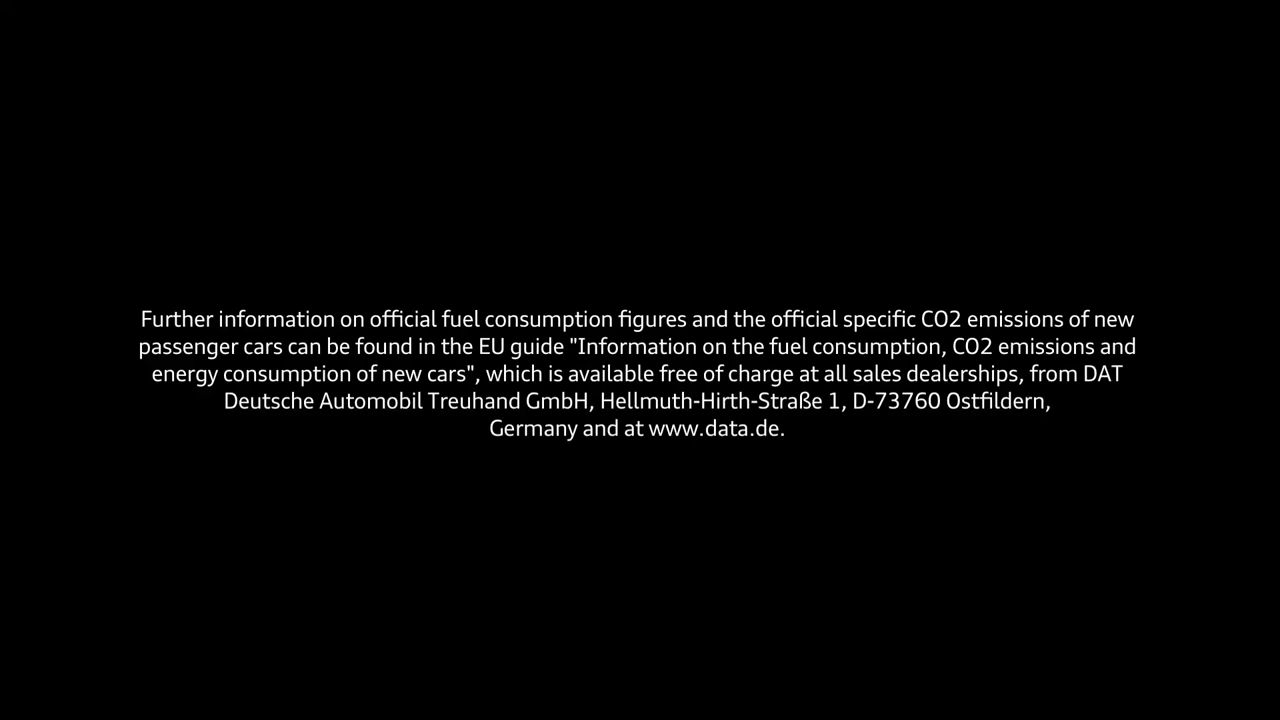 Further information on official fuel consumption figures and the official specific CO2 emissions of new
passenger cars can be found in the EU guide "Information on the fuel consumption, CO2 emissions and
energy consumption of new cars", which is available free of charge at all sales dealerships, from DAT
Deutsche Automobil Treuhand GmbH, Hellmuth-Hirth-Straße 1, D-73760 Ostfildern,
Germany and at www.data.de.